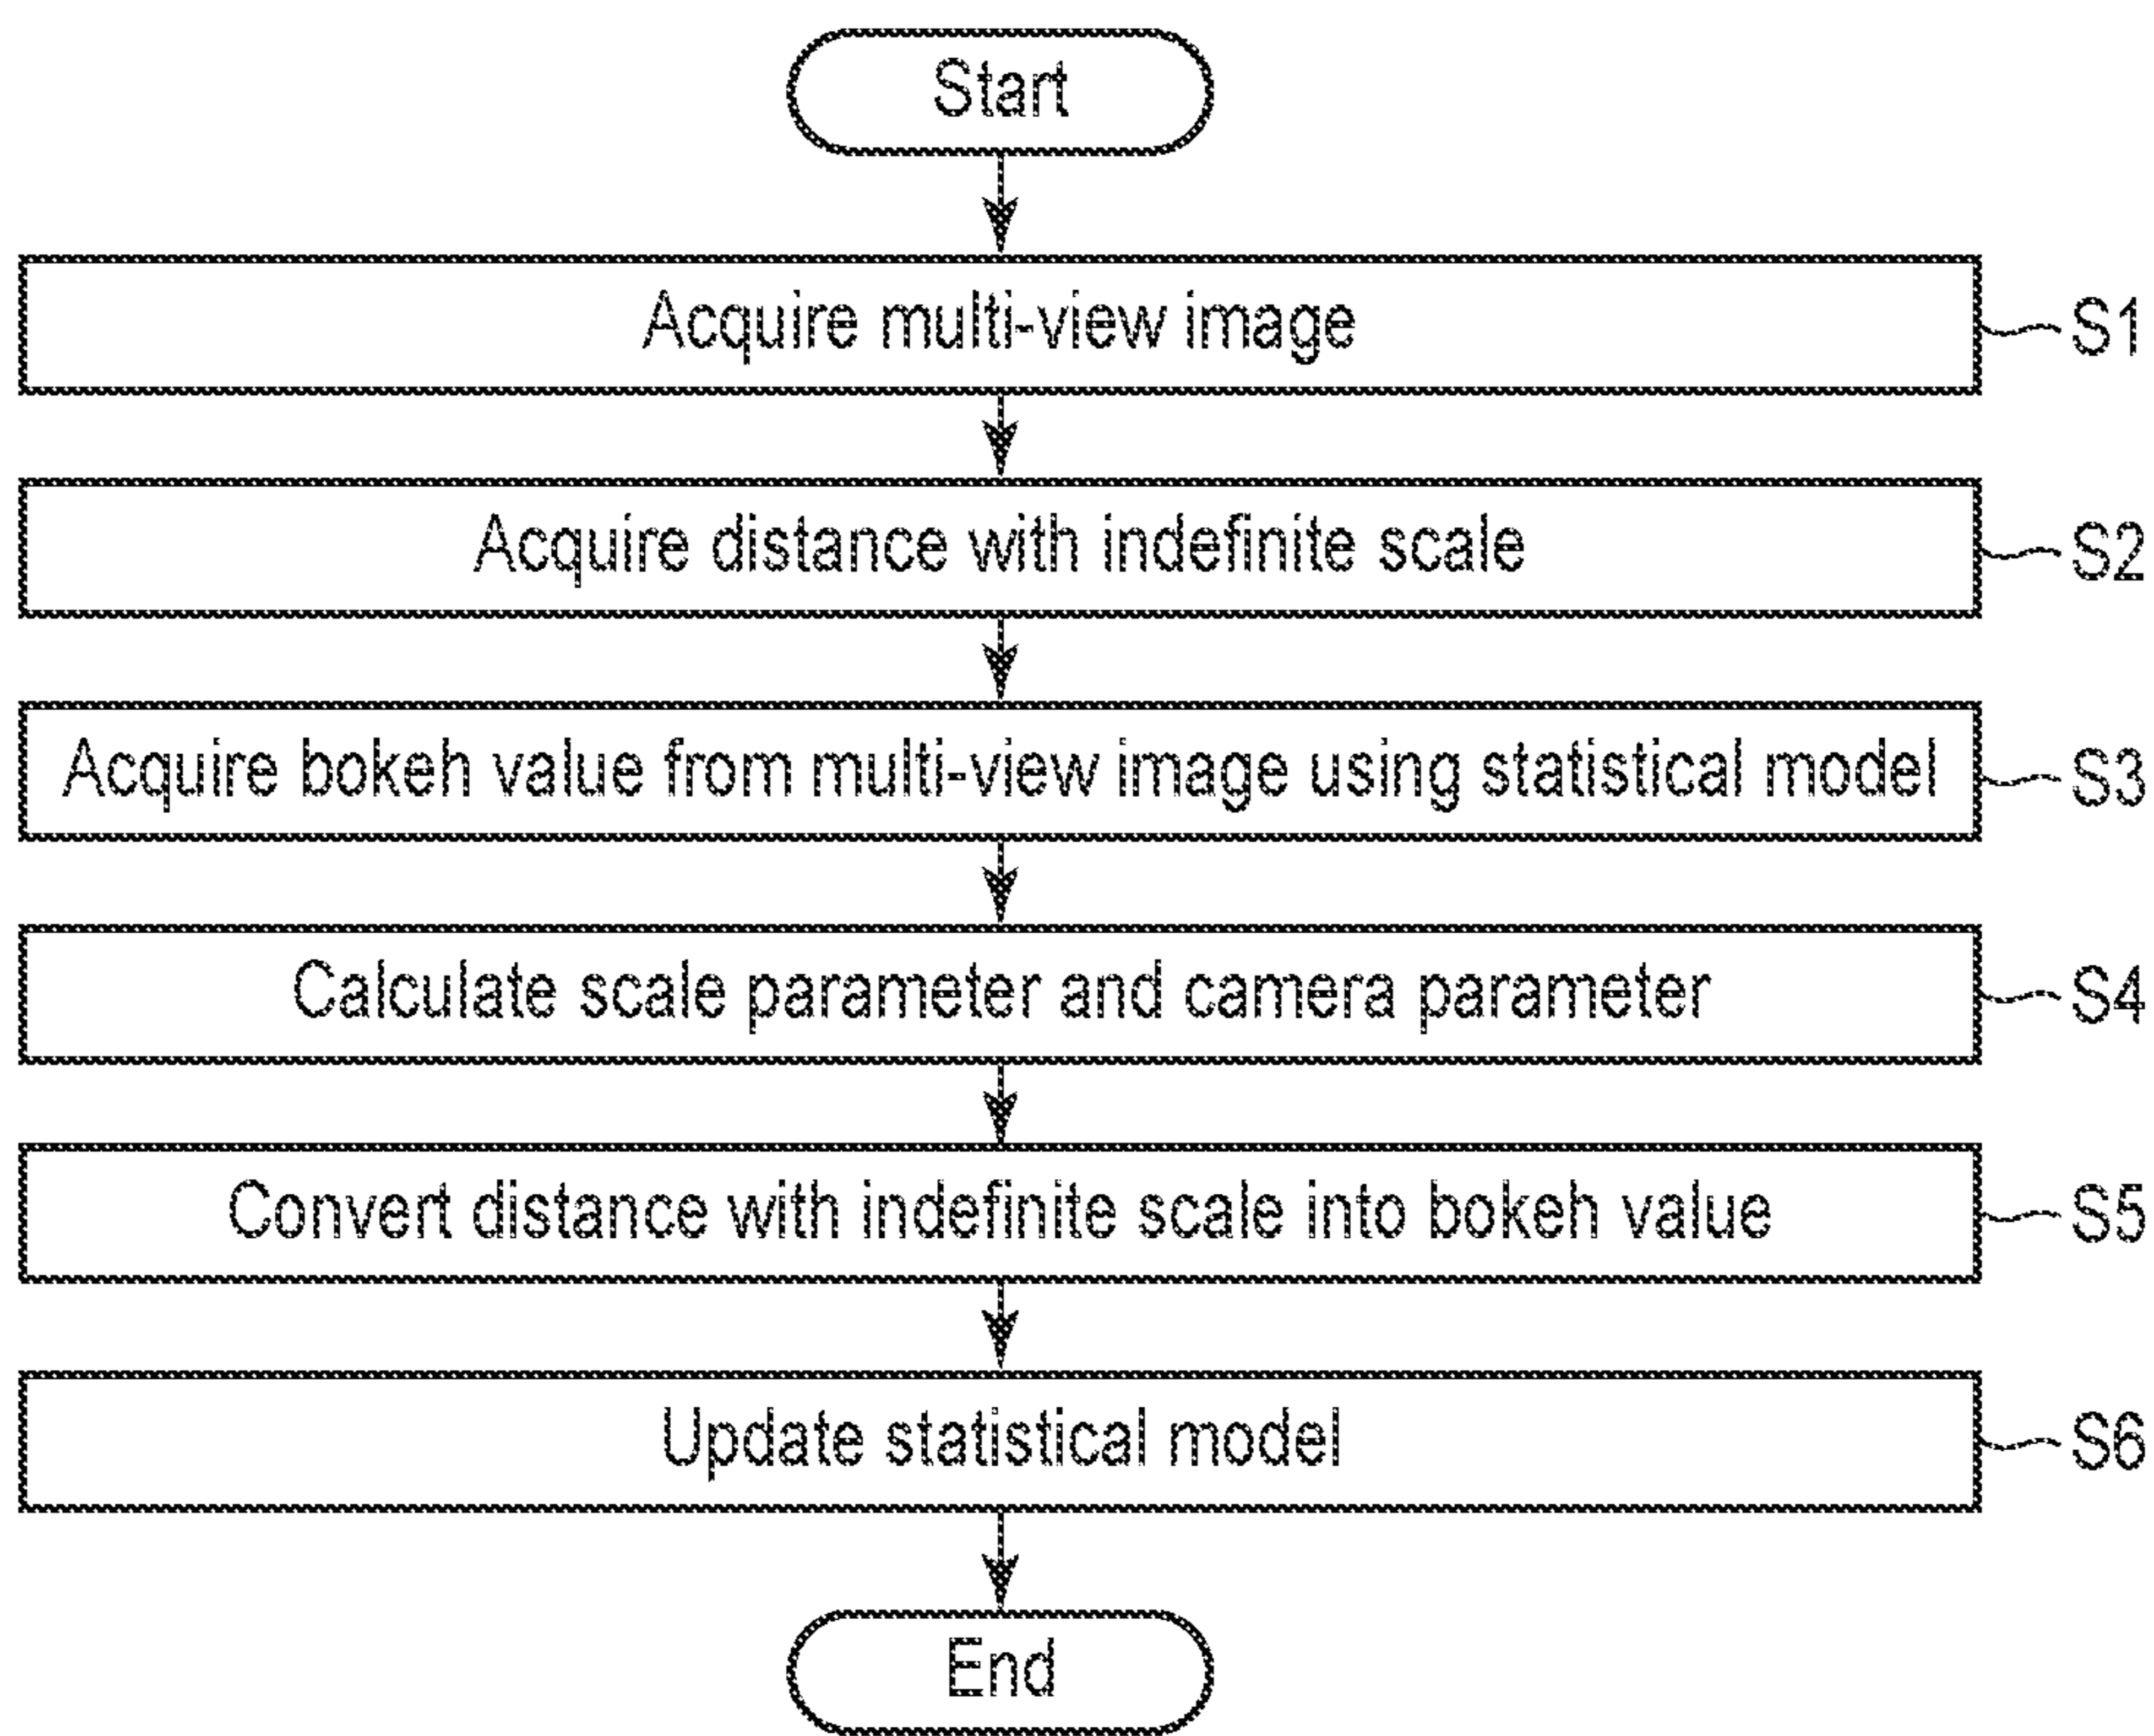 Start
Acquire multi-view image
S1
Acquire distance with indefinite scale
S2
Acquire bokeh value from multi-view image using statistical model
S3
Calculate scale parameter and camera parameter
S4
Convert distance with indefinite scale into bokeh value
S5
Update statistical model
S6
End